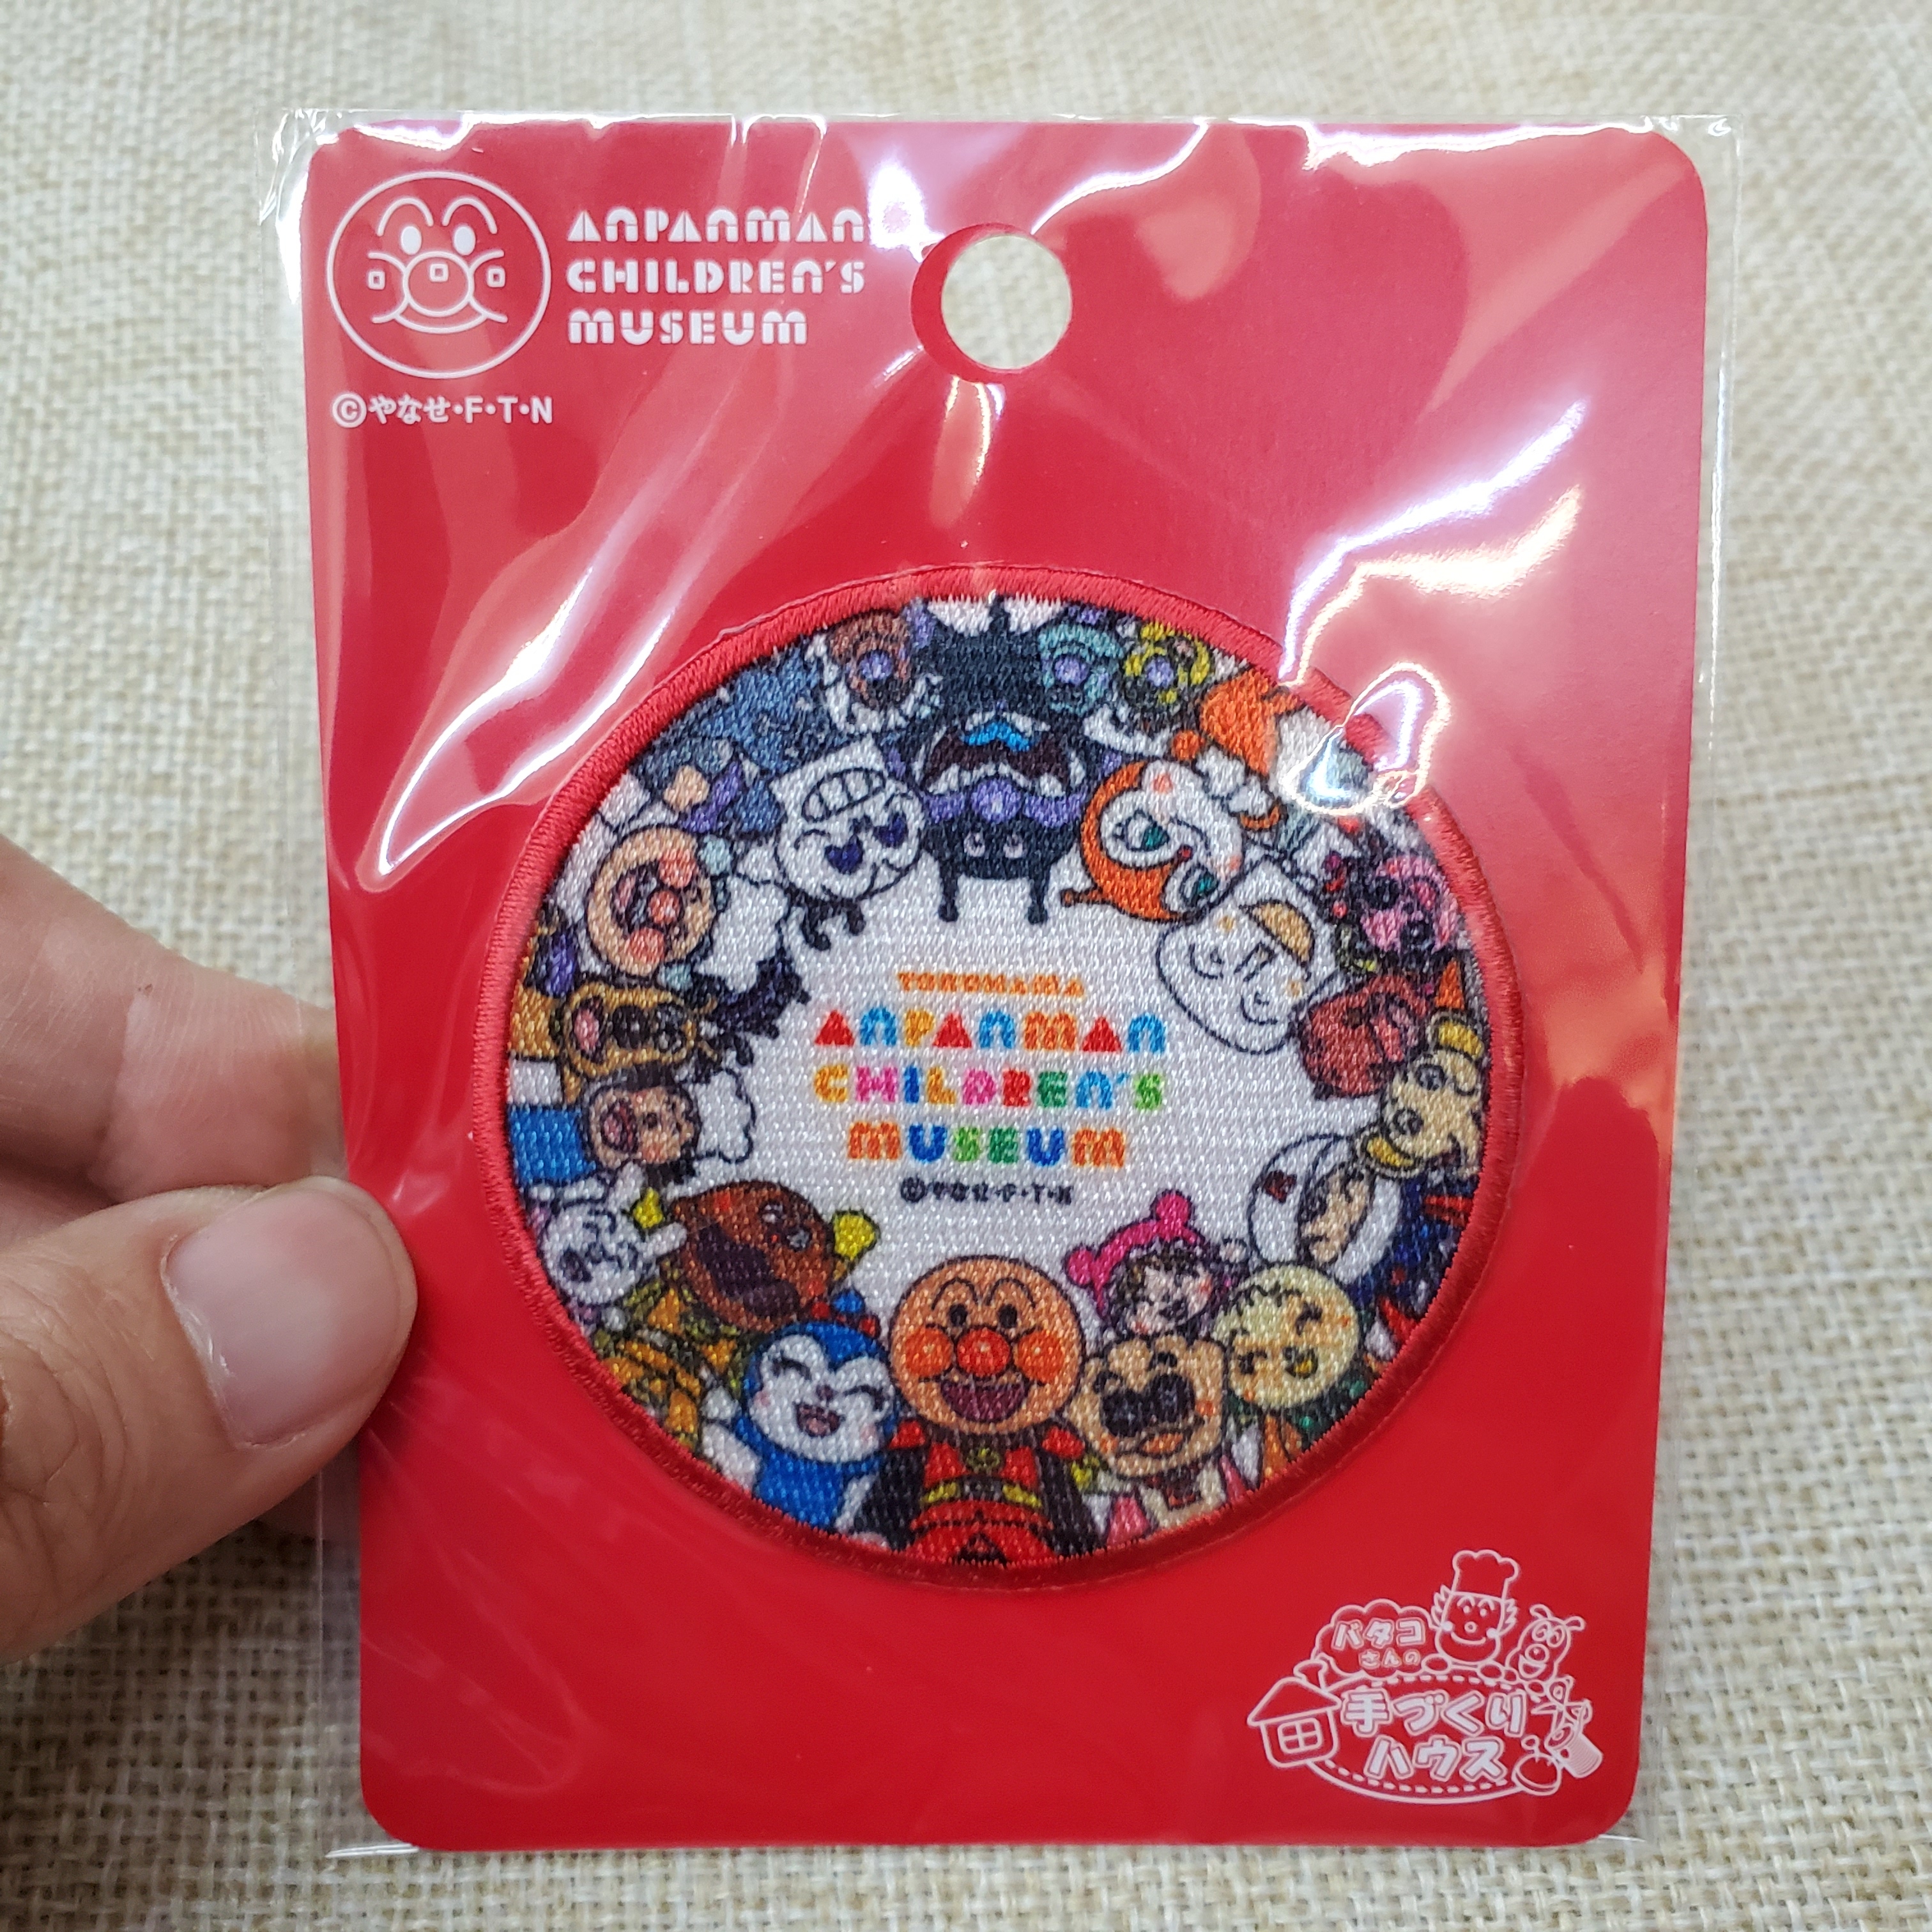 ANPANMAN
CHILDREN'S
MUSEUM
©やなせ・F・T・N
YOKOHAMA
ANPANMAN
CHILDREN'S
MUSEUM
©やなせ・F・T・N
バタコ
さんの
手づくり
ハウス